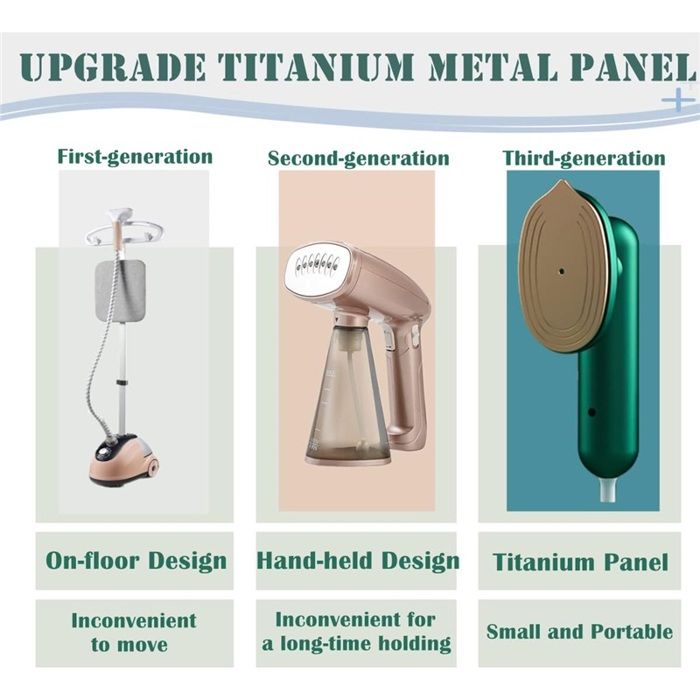 UPGRADE TITANIUM METAL PANEL
First-generation
Second-generation
Third-generation
On-floor Design
Hand-held Design
Titanium Panel
Inconvenient
to move
Inconvenient for
a long-time holding
Small and Portable